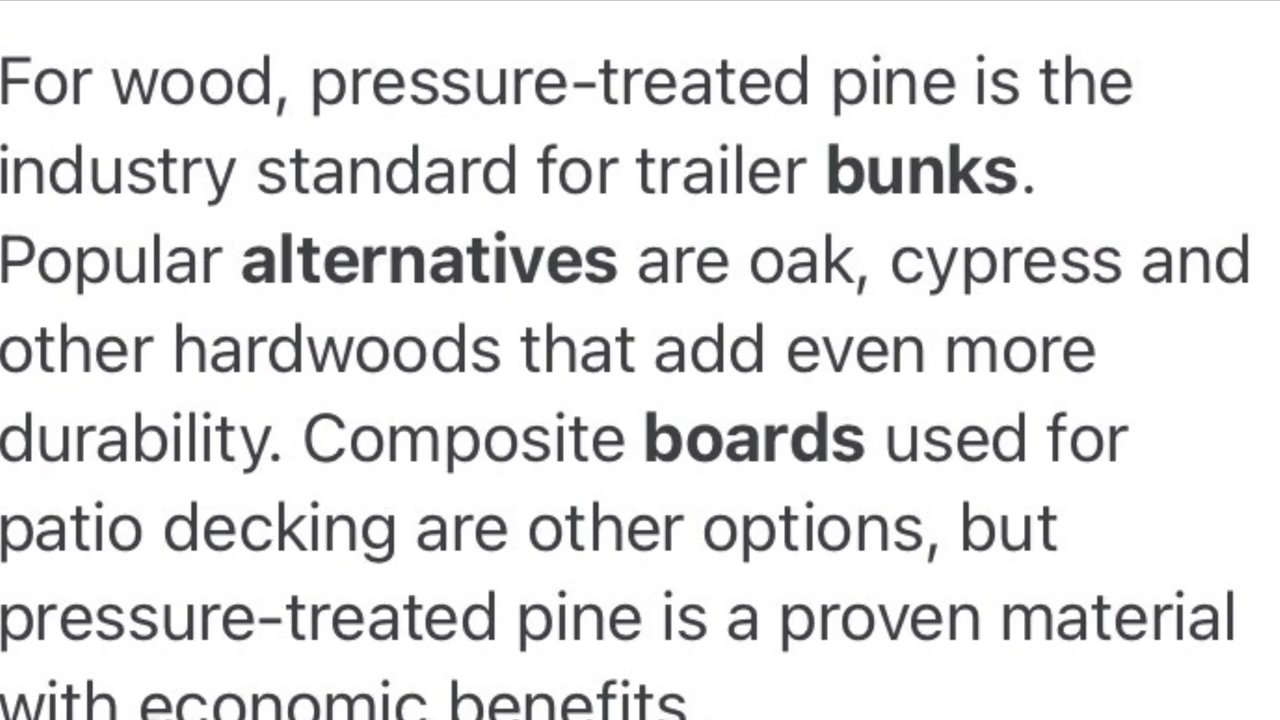 For wood, pressure-treated pine is the
industry standard for trailer bunks.
Popular alternatives are oak, cypress and
other hardwoods that add even more
durability. Composite boards used for
patio decking are other options, but
pressure-treated pine is a proven material
with economic benefits.